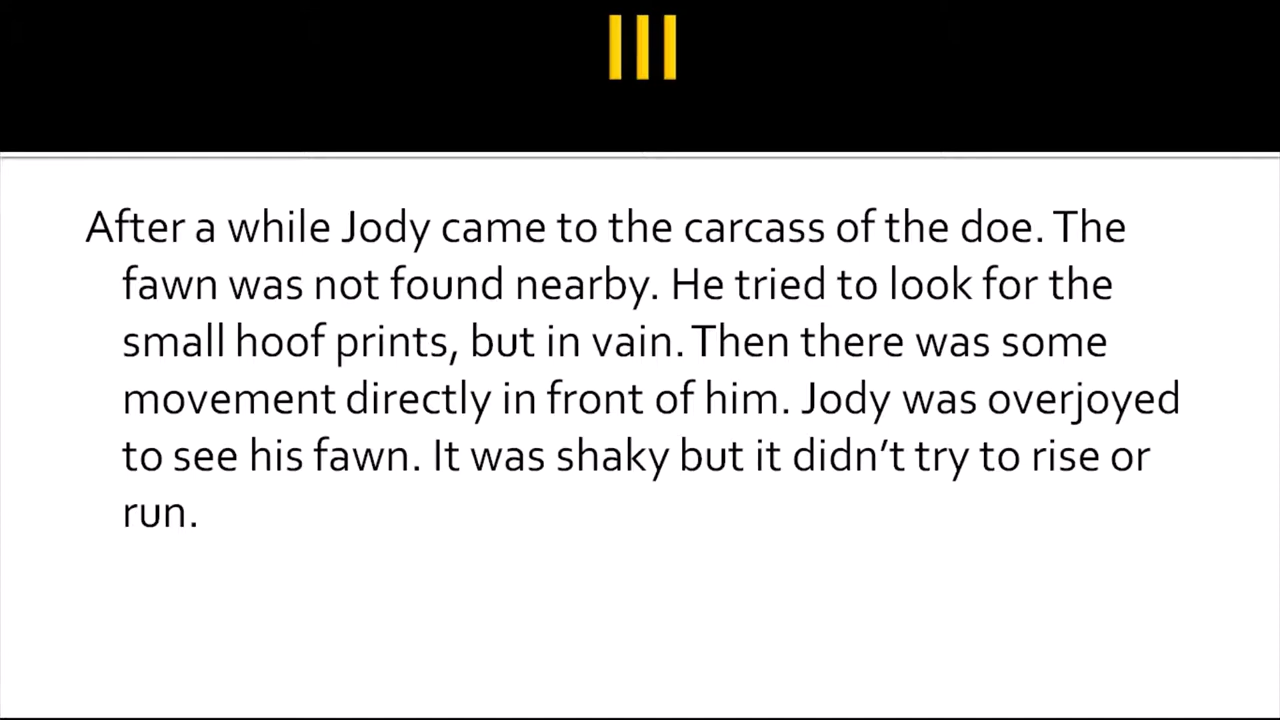 III
After a while Jody came to the carcass of the doe. The
fawn was not found nearby. He tried to look for the
small hoof prints, but in vain. Then there was some
movement directly in front of him. Jody was overjoyed
to see his fawn. It was shaky but it didn’t try to rise or
run.